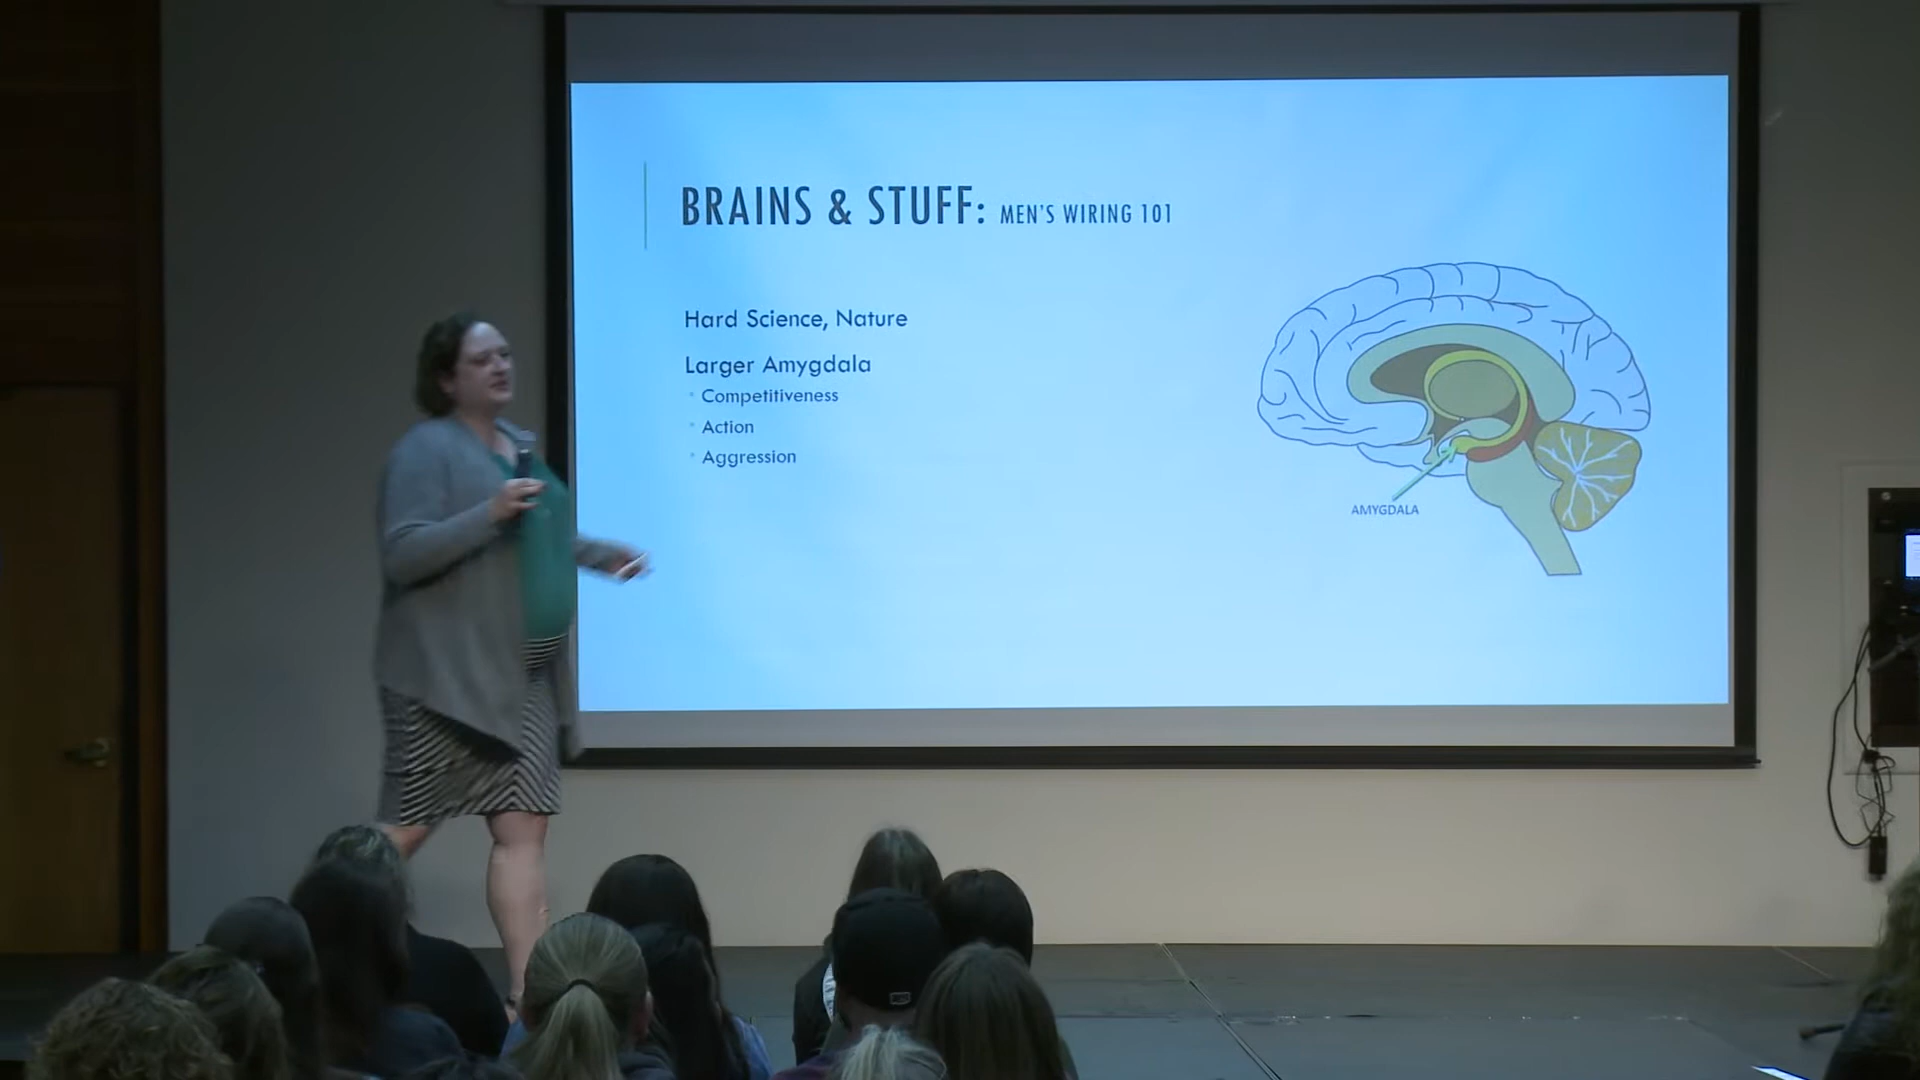 BRAINS & STUFF: MEN'S WIRING 101
Hard Science, Nature
Larger Amygdala
Competitiveness
Action
Aggression
AMYGDALA